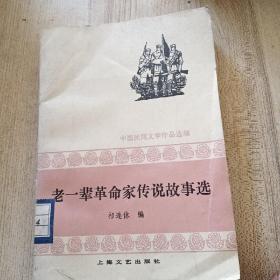 中国民间文学作品选编
老一辈革命家传说故事选
祁连休 编
上海文艺出版社